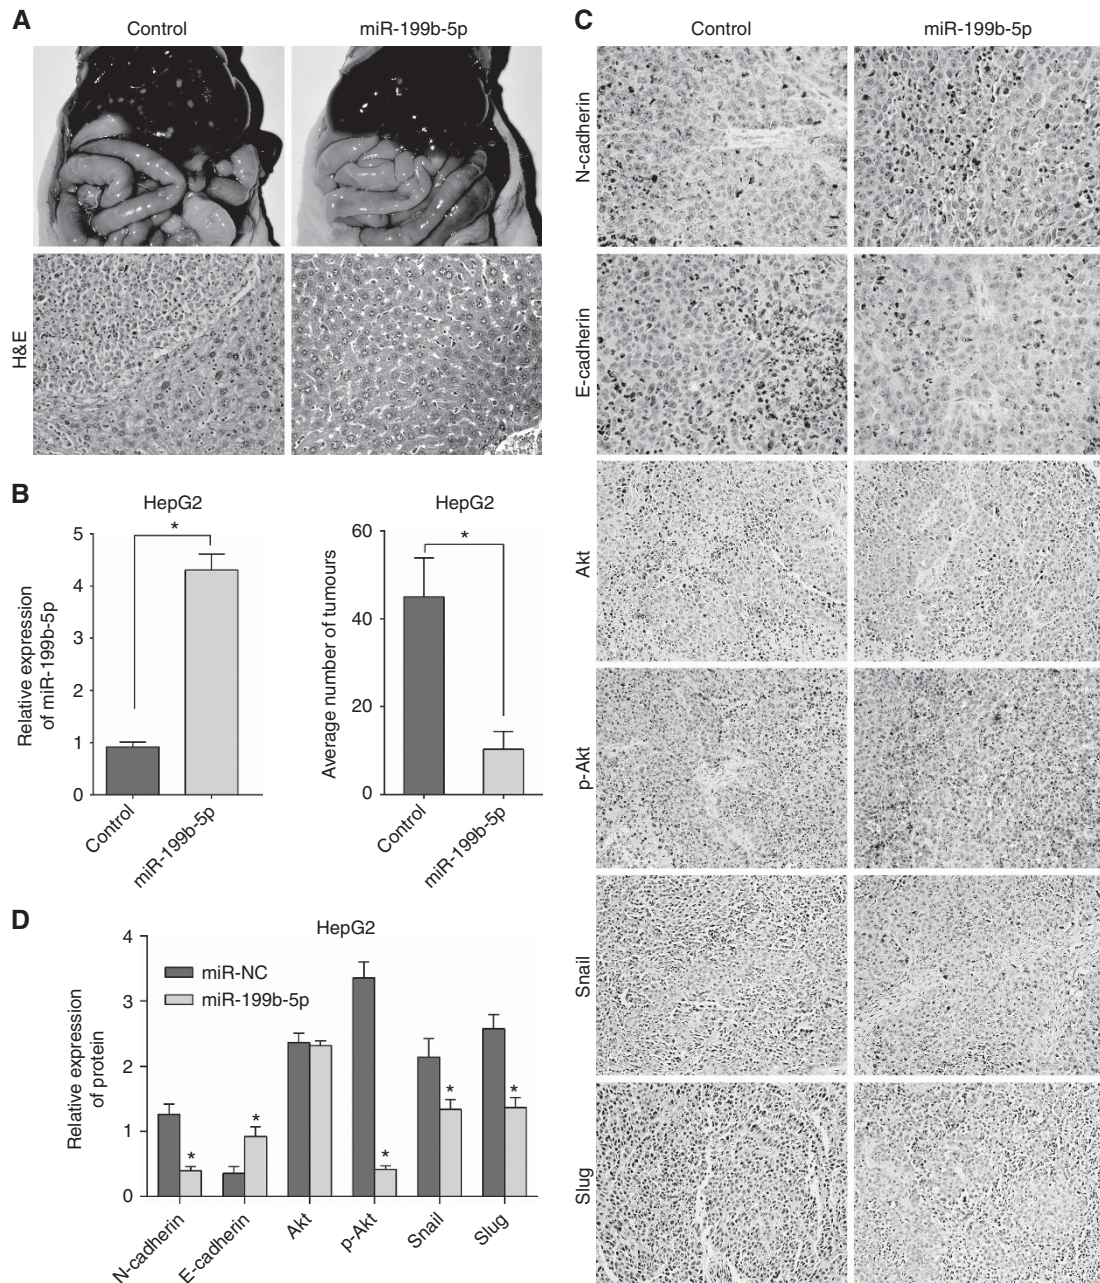 A
Control
miR-199b-5p
H&E
B
HepG2
5
4
3
2
1
0
Relative expression
of miR-199b-5p
*
Control
miR-199b-5p
HepG2
60
40
20
0
Average number of tumours
*
Control
miR-199b-5p
C
Control
miR-199b-5p
N-cadherin
E-cadherin
Akt
p-Akt
Snail
Slug
D
HepG2
4
3
2
1
0
Relative expression
of protein
miR-NC
miR-199b-5p
*
*
*
*
*
N-cadherin
E-cadherin
Akt
p-Akt
Snail
Slug